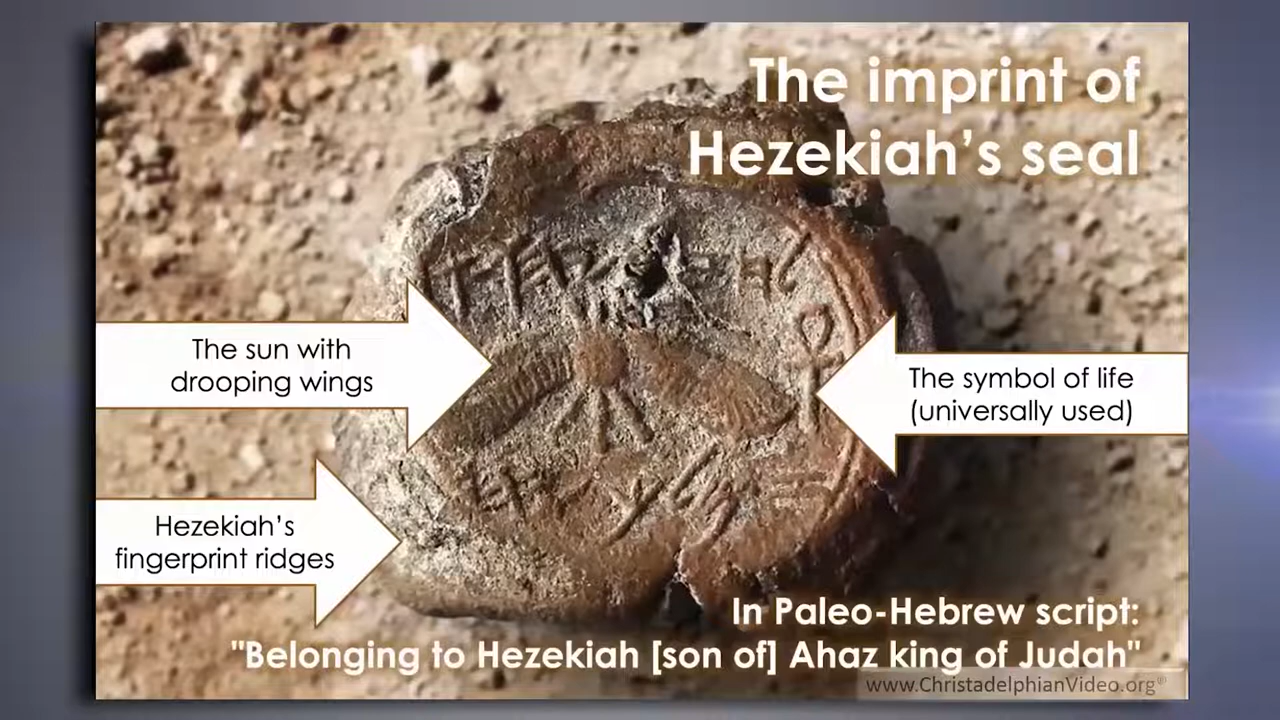 The imprint of
Hezekiah's seal
The sun with
drooping wings
The symbol of life
(universally used)
Hezekiah's
fingerprint ridges
In Paleo-Hebrew script:
"Belonging to Hezekiah [son of] Ahaz king of Judah"
www.ChristadelphianVideo.org®